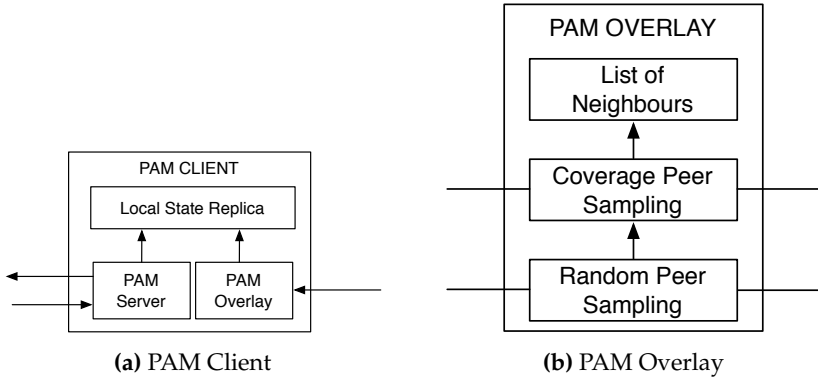 PAM CLIENT
Local State Replica
PAM
Server
PAM
Overlay
(a) PAM Client
PAM OVERLAY
List of
Neighbours
Coverage Peer
Sampling
Random Peer
Sampling
(b) PAM Overlay